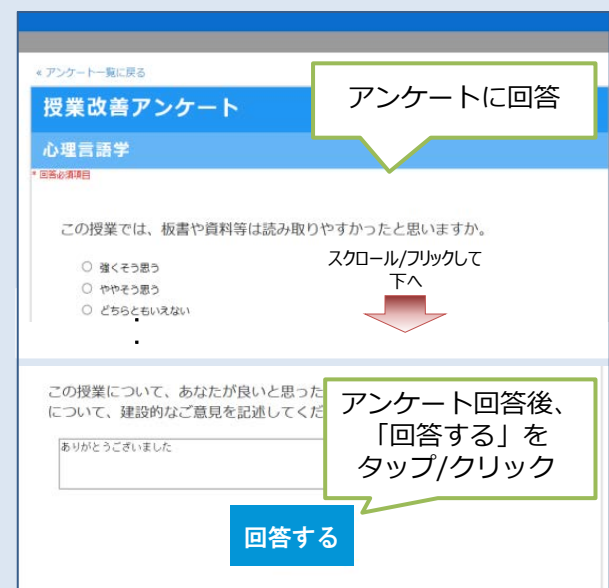 « アンケート一覧に戻る
授業改善アンケート
アンケートに回答
心理言語学
* 回答必須項目
この授業では、板書や資料等は読み取りやすかったと思いますか。
強くそう思う
ややそう思う
どちらともいえない
スクロール/フリックして
下へ
この授業について、あなたが良いと思った
について、建設的なご意見を記述してくだ
アンケート回答後、
「回答する」を
タップ/クリック
ありがとうございました
回答する